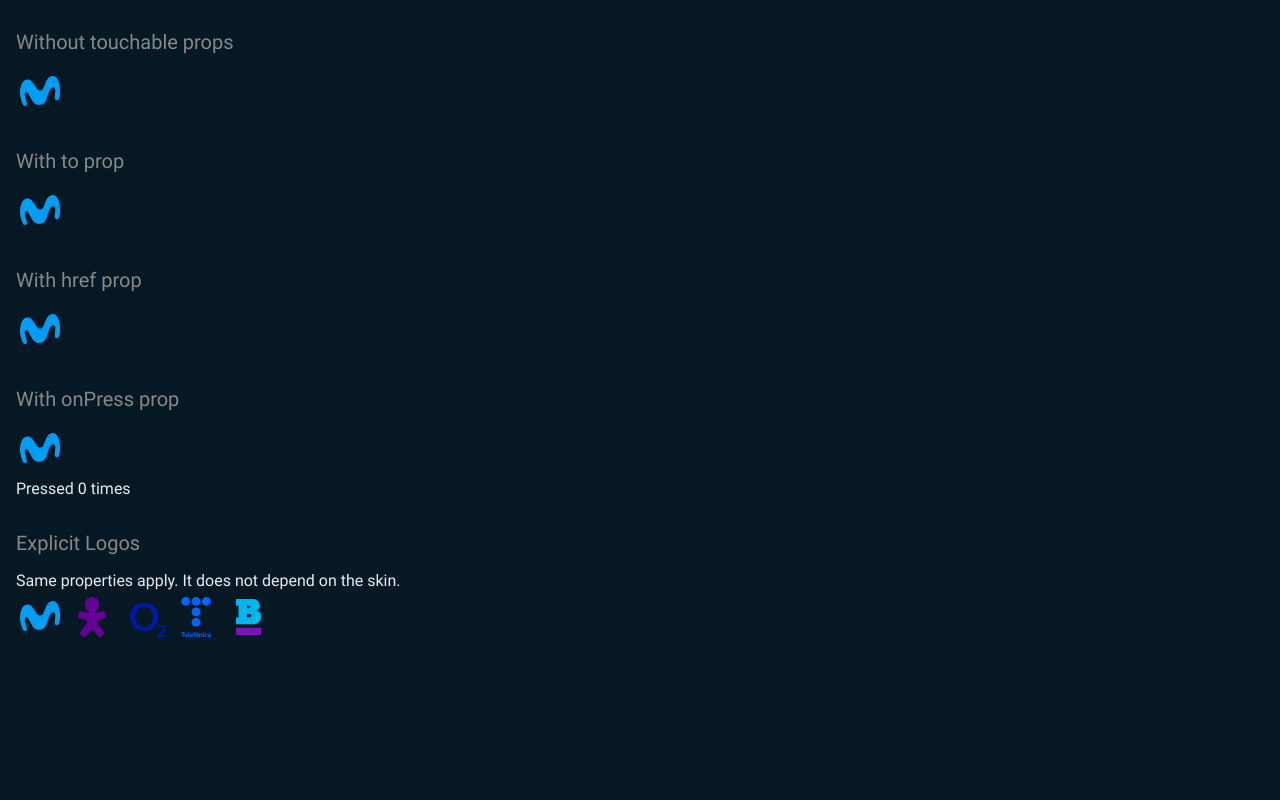 Without touchable props
With to prop
With href prop
With onPress prop
Pressed 0 times
Explicit Logos
Same properties apply. It does not depend on the skin.
O2
Telefónica
B